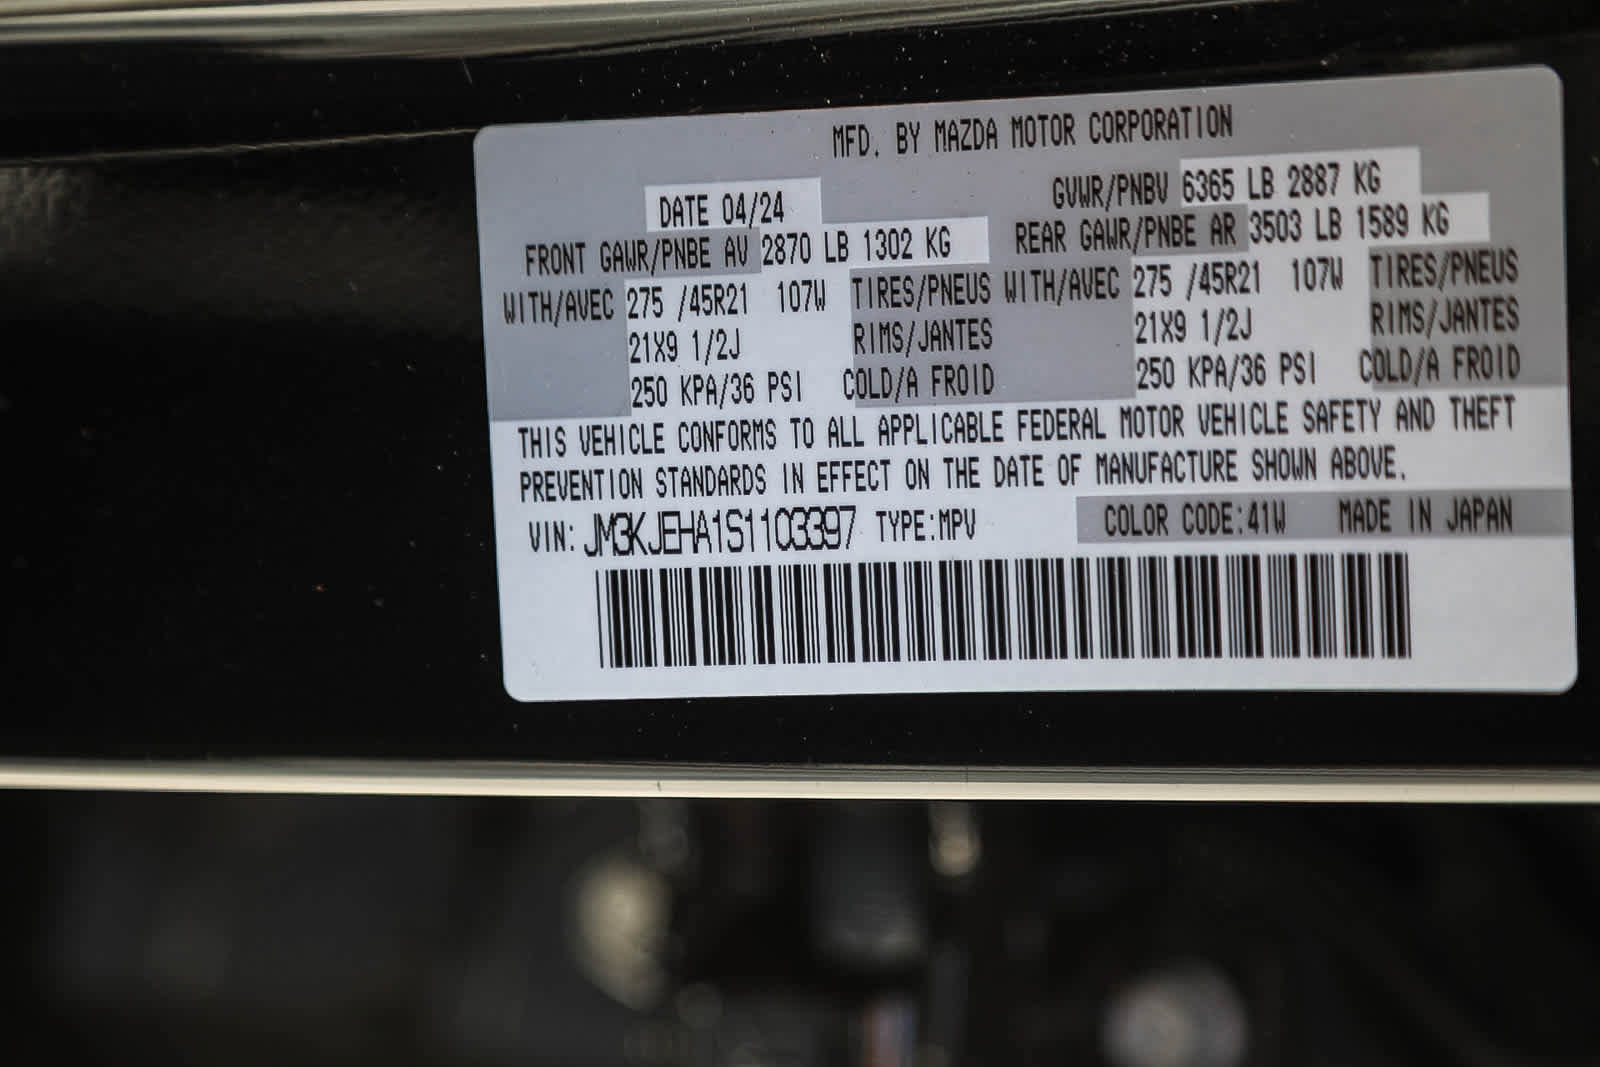 MFD. BY MAZDA MOTOR CORPORATION
DATE 04/24 GVWR/PNBV 6365 LB 2887 KG
FRONT GAWR/PNBE AV 2870 LB 1302 KG REAR GAWR/PNBE AR 3503 LB 1589 KG
WITH/AVEC 275 /45R21 107W TIRES/PNEUS WITH/AVEC 275 /45R21 107W TIRES/PNEUS
21X9 1/2J RIMS/JANTES 21X9 1/2J RIMS/JANTES
250 KPA/36 PSI COLD/A FROID 250 KPA/36 PSI COLD/A FROID
THIS VEHICLE CONFORMS TO ALL APPLICABLE FEDERAL MOTOR VEHICLE SAFETY AND THEFT
PREVENTION STANDARDS IN EFFECT ON THE DATE OF MANUFACTURE SHOWN ABOVE.
VIN: JM3KJEHA1S1103397 TYPE:MPV COLOR CODE:41W MADE IN JAPAN